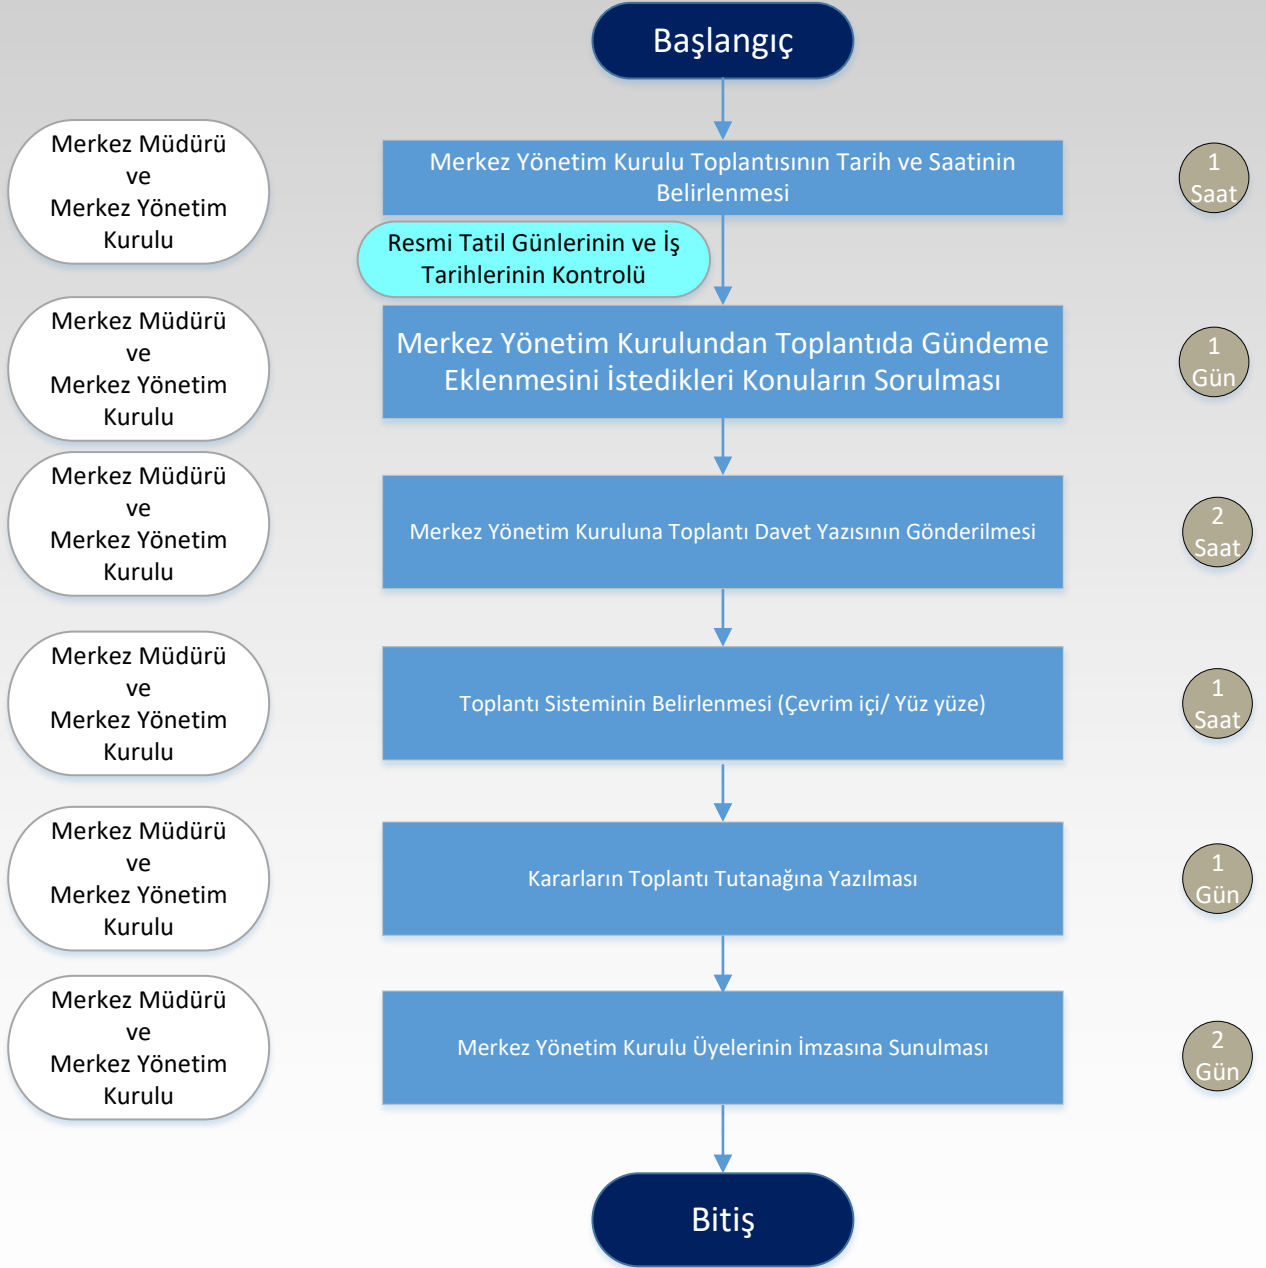 Başlangıç
Merkez Müdürü
ve
Merkez Yönetim
Kurulu
Merkez Yönetim Kurulu Toplantısının Tarih ve Saatinin
Belirlenmesi
1
Saat
Resmi Tatil Günlerinin ve İş
Tarihlerinin Kontrolü
Merkez Müdürü
ve
Merkez Yönetim
Kurulu
Merkez Yönetim Kurulundan Toplantıda Gündeme
Eklenmesini İstedikleri Konuların Sorulması
1
Gün
Merkez Müdürü
ve
Merkez Yönetim
Kurulu
Merkez Yönetim Kuruluna Toplantı Davet Yazısının Gönderilmesi
2
Saat
Merkez Müdürü
ve
Merkez Yönetim
Kurulu
Toplantı Sisteminin Belirlenmesi (Çevrim içi/ Yüz yüze)
1
Saat
Merkez Müdürü
ve
Merkez Yönetim
Kurulu
Kararların Toplantı Tutanağına Yazılması
1
Gün
Merkez Müdürü
ve
Merkez Yönetim
Kurulu
Merkez Yönetim Kurulu Üyelerinin İmzasına Sunulması
2
Gün
Bitiş